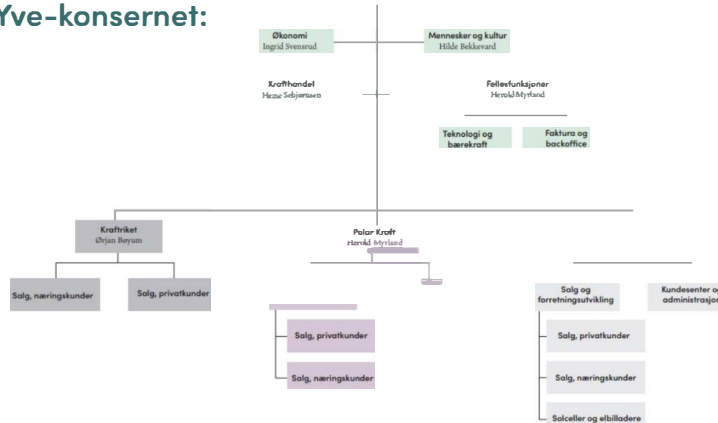 Yve-konsernet:
Økonomi
Ingrid Svensrud
Mennesker og kultur
Hilde Bekkevard
Krafthandel
Fellesfunksjoner
Herold Myrland
Teknologi og
bærekraft
Faktura og
backoffice
Kraftriket
Ørjan Bøyum
Polar Kraft
Herold Myrland
Salg, næringskunder
Salg, privatkunder
Salg og
forretningsutvikling
Kundesenter og
administrasjon
Salg, privatkunder
Salg, privatkunder
Salg, næringskunder
Salg, næringskunder
Solceller og elbilladere